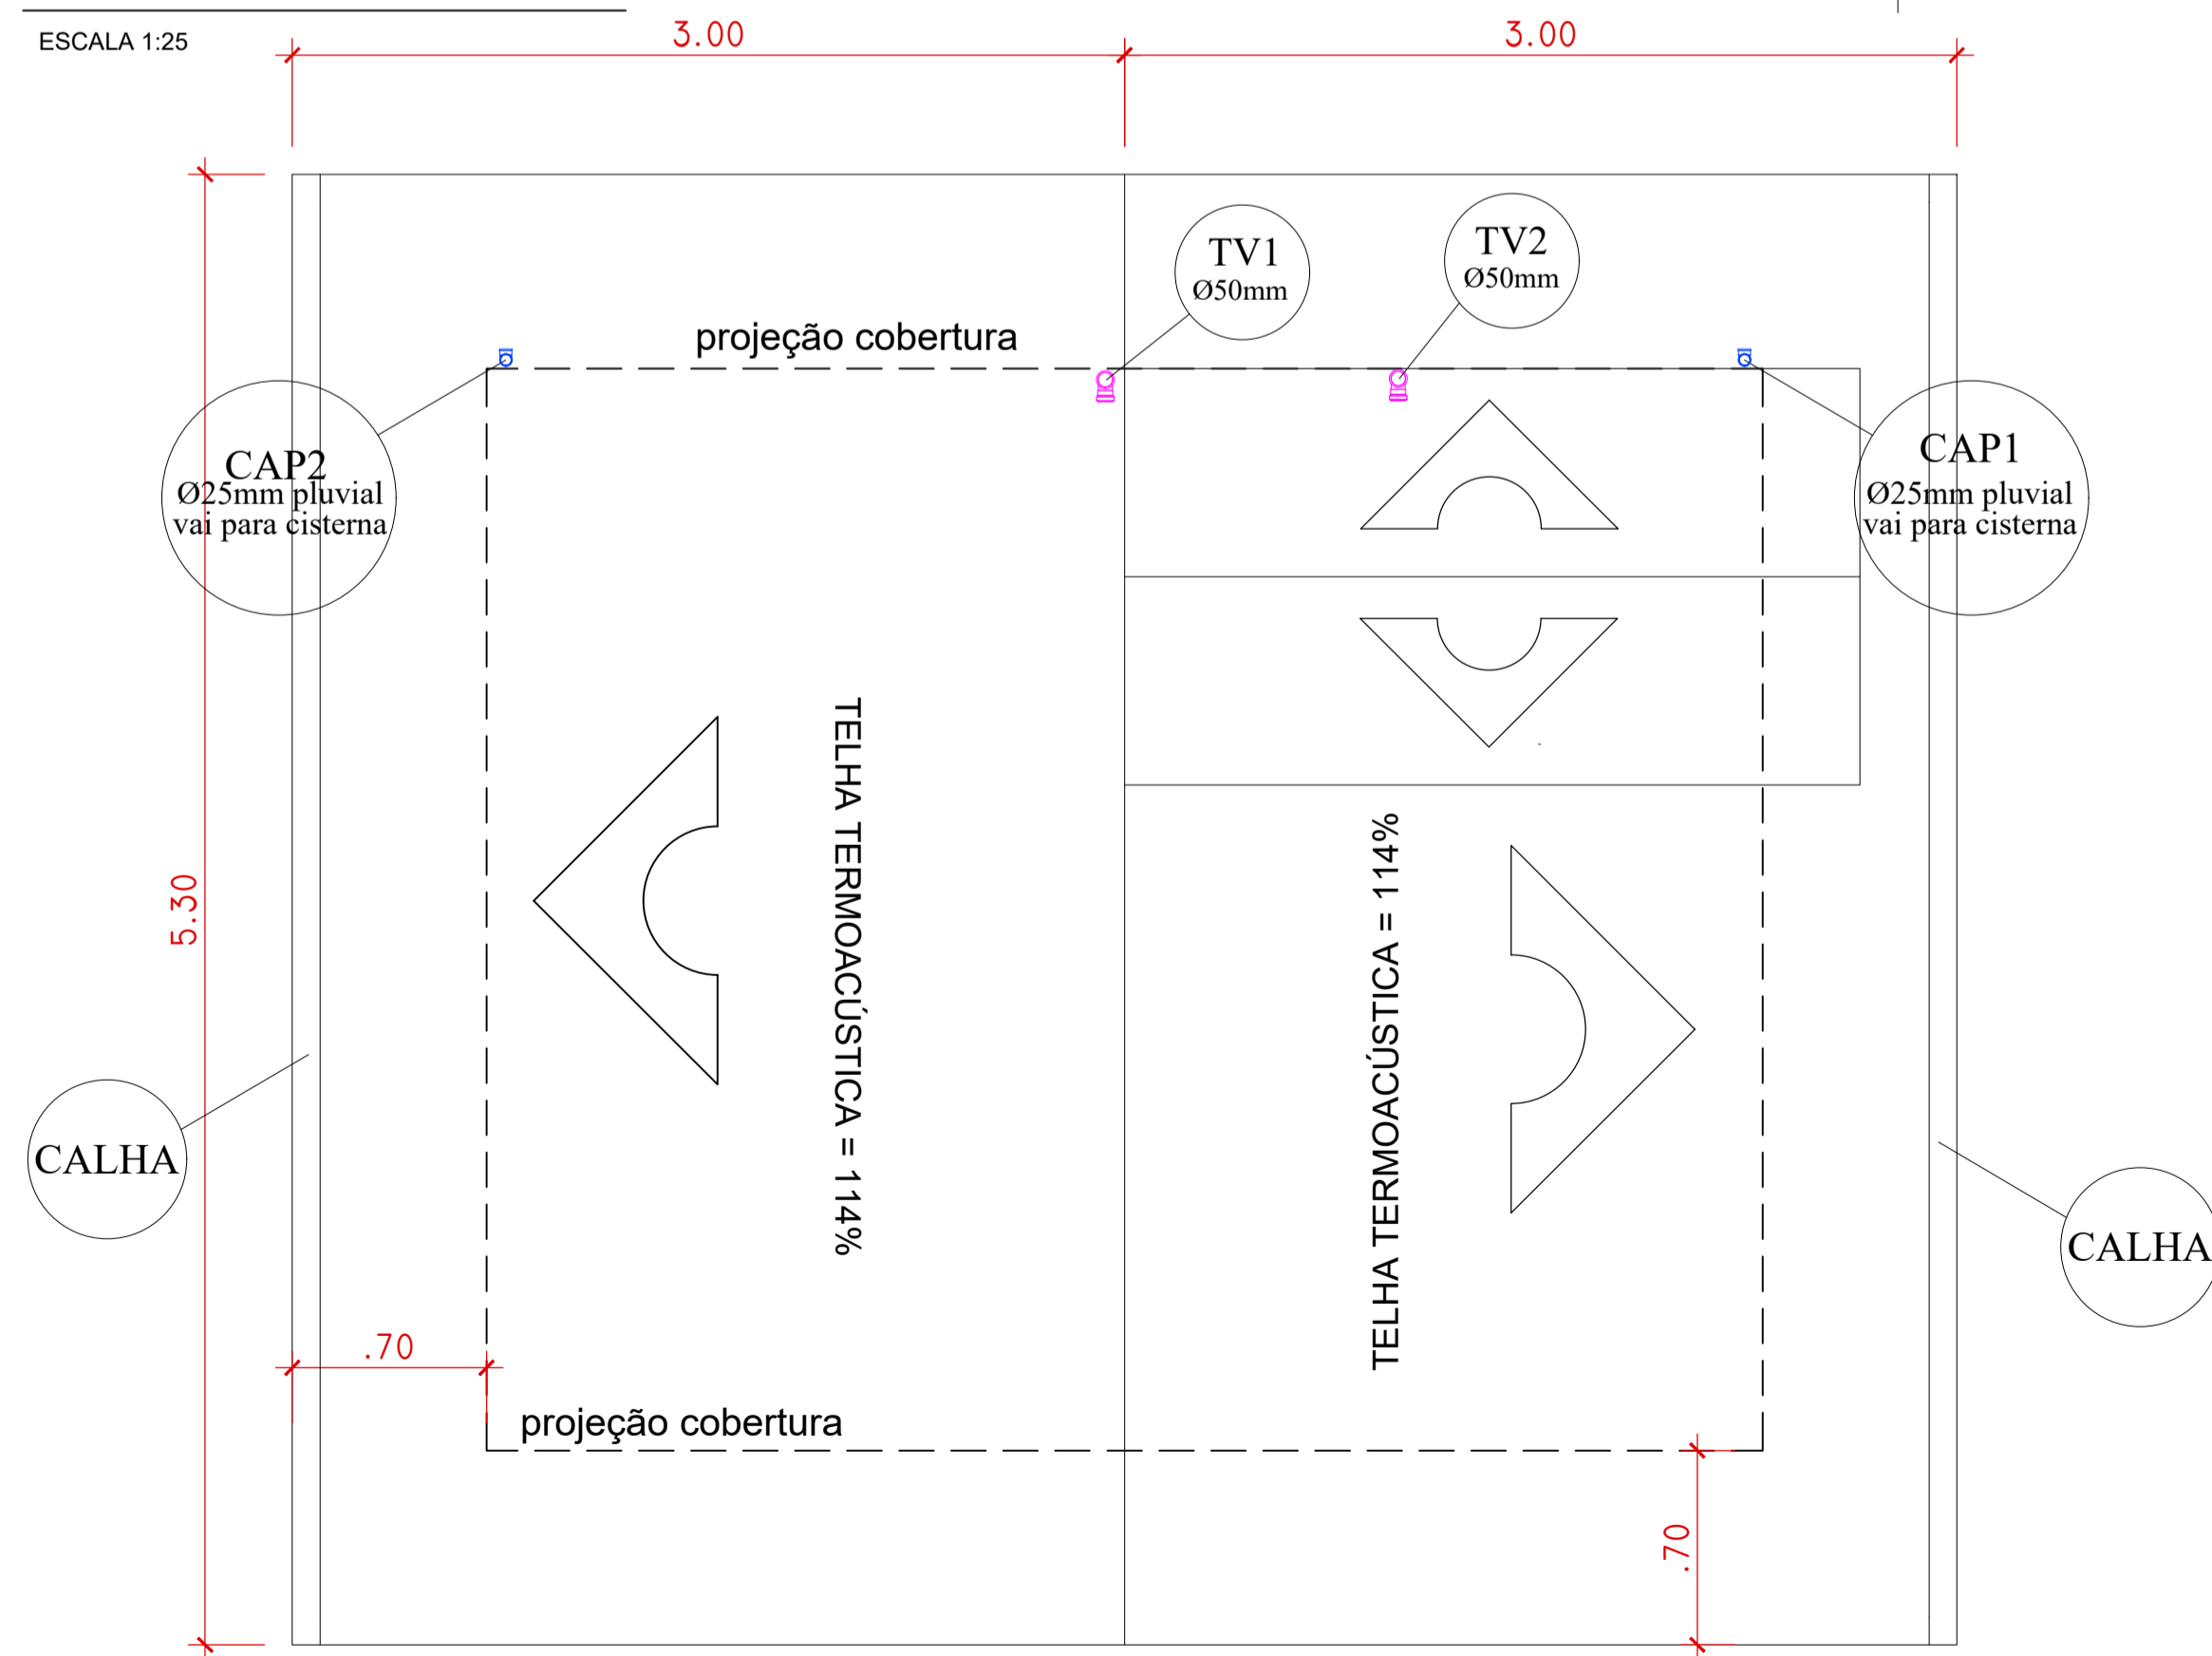 3.00
3.00
ESCALA 1:25
TV1
Ø50mm
TV2
Ø50mm
projeção cobertura
CAP2
Ø25mm pluvial
vai para cisterna
CAP1
Ø25mm pluvial
vai para cisterna
TELHA TERMOACÚSTICA = 114%
TELHA TERMOACÚSTICA = 114%
5.30
CALHA
CALHA
.70
projeção cobertura
.70